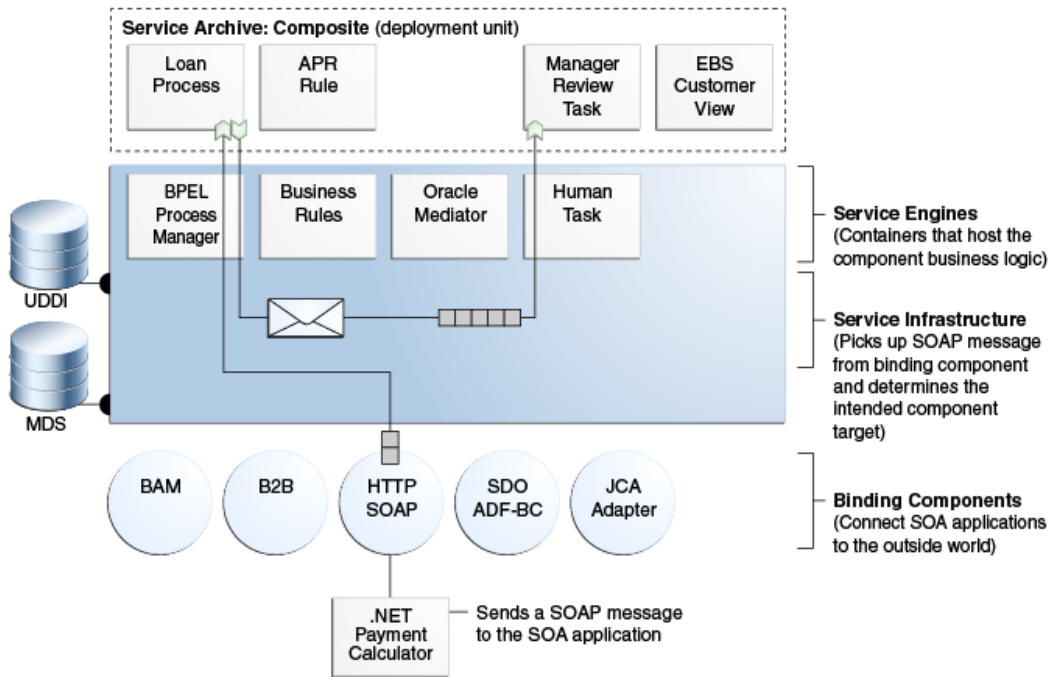 Service Archive: Composite (deployment unit)
Loan
Process
APR
Rule
Manager
Review
Task
EBS
Customer
View
BPEL
Process
Manager
Business
Rules
Oracle
Mediator
Human
Task
Service Engines
(Containers that host the
component business logic)
UDDI
Service Infrastructure
(Picks up SOAP message
from binding component
and determines the
intended component
target)
MDS
BAM
B2B
HTTP
SOAP
SDO
ADF-BC
JCA
Adapter
Binding Components
(Connect SOA applications
to the outside world)
.NET
Payment
Calculator
Sends a SOAP message
to the SOA application